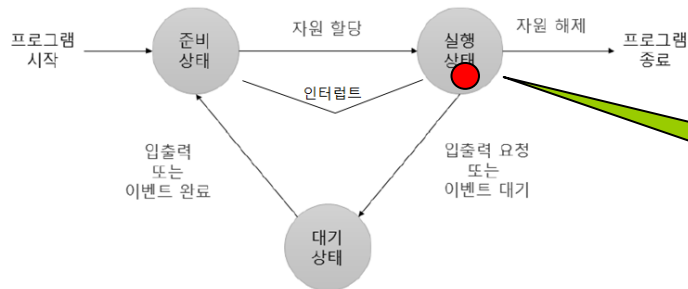 프로그램
시작
준비
상태
자원 할당
실행
상태
자원 해제
프로그램
종료
인터럽트
입출력
또는
이벤트 완료
입출력 요청
또는
이벤트 대기
대기
상태